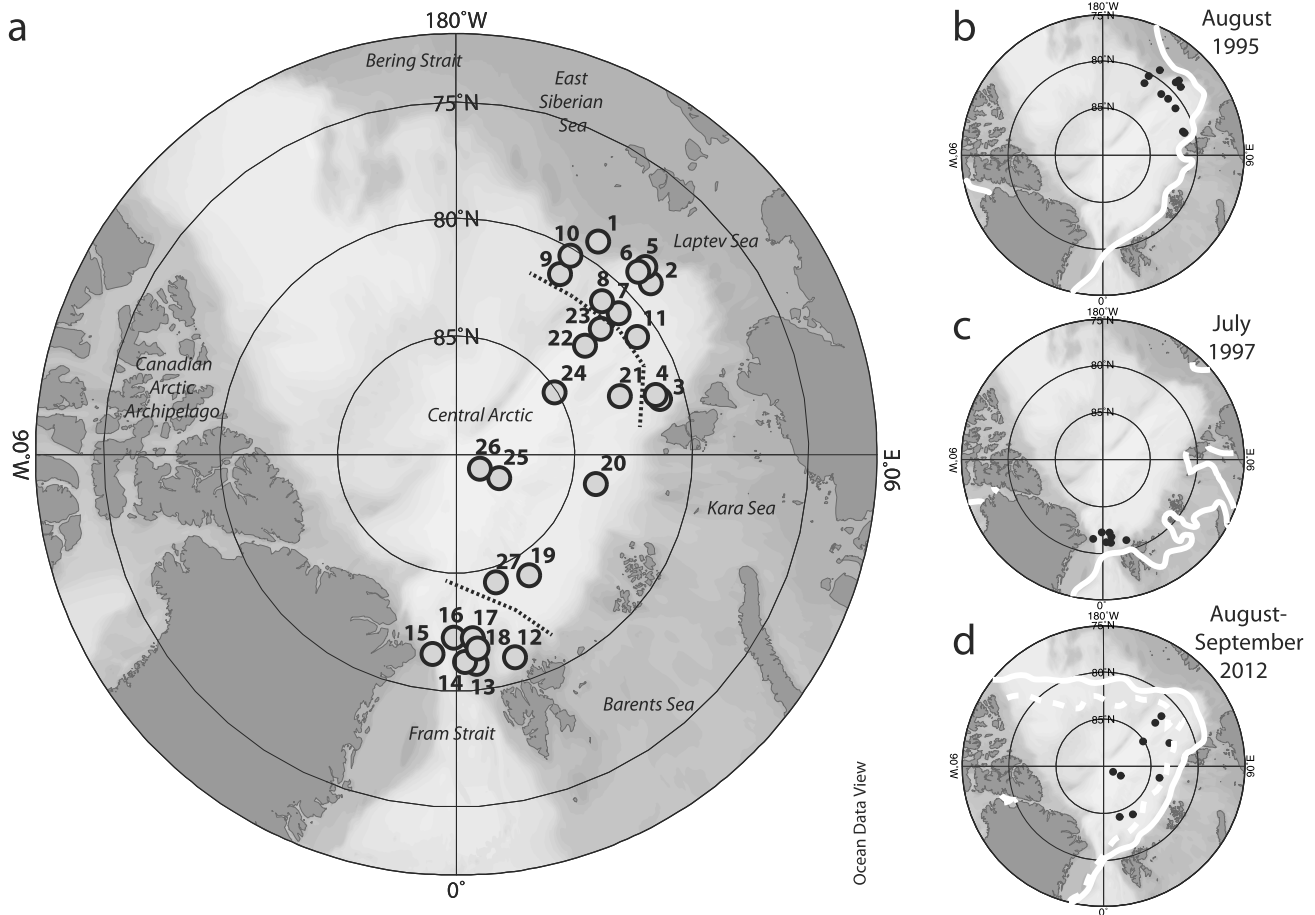 a
180˚W
Bering Strait
East
Siberian
Sea
75˚N
80˚N
Laptev Sea
10
1
9
6
5
2
8
7
23
11
22
85˚N
24
21
4
3
Canadian
Arctic
Archipelago
Central Arctic
26
25
20
90˚W
90˚E
Kara Sea
27
19
16
17
15
18
12
14
13
Barents Sea
Fram Strait
0˚
Ocean Data View
b
August
1995
180˚W
75˚N
80˚N
85˚N
90˚W
90˚E
0˚
c
July
1997
180˚W
75˚N
80˚N
85˚N
90˚W
90˚E
0˚
d
August-
September
2012
180˚W
75˚N
80˚N
85˚N
90˚W
90˚E
0˚